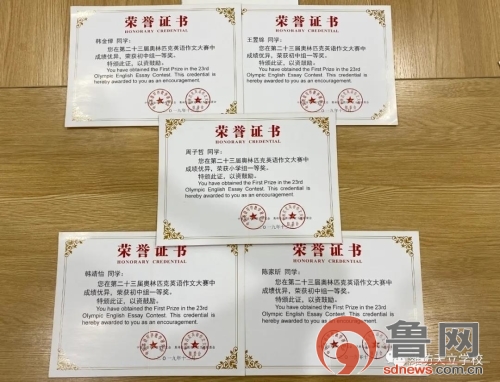 荣誉证书
HONORARY CREDENTIAL
韩金烨 同学：
您在第二十三届奥林匹克英语作文大赛中
成绩优异，荣获初中组一等奖。
特颁此证，以资鼓励。
You have obtained the First Prize in the 23rd
Olympic English Essay Contest. This credential is
hereby awarded to you as an encouragement.
荣誉证书
HONORARY CREDENTIAL
同学：
您在第二十三届奥林匹克英语作文大赛中
成绩优异，荣获初中组一等奖。
特颁此证，以资鼓励。
You have obtained the First Prize in the 23rd
Olympic English Essay Contest. This credential is
hereby awarded to you as an encouragement.
荣誉证书
HONORARY CREDENTIAL
周子哲 同学：
您在第二十三届奥林匹克英语作文大赛中
成绩优异，荣获小学组一等奖。
特颁此证，以资鼓励。
You have obtained the First Prize in the 23rd
Olympic English Essay Contest. This credential is
hereby awarded to you as an encouragement.
荣誉证书
HONORARY CREDENTIAL
韩靖怡 同学：
您在第二十三届奥林匹克英语作文大赛中
成绩优异，荣获初中组一等奖。
特颁此证，以资鼓励。
You have obtained the First Prize in the 23rd
Olympic English Essay Contest. This credential is
hereby awarded to you as an encouragement.
荣誉证书
HONORARY CREDENTIAL
陈家昕 同学：
您在第二十三届奥林匹克英语作文大赛中
成绩优异，荣获初中组一等奖。
特颁此证，以资鼓励。
You have obtained the First Prize in the 23rd
Olympic English Essay Contest. This credential is
hereby awarded to you as an encouragement.
鲁网
sdnews.com.cn
天立学校